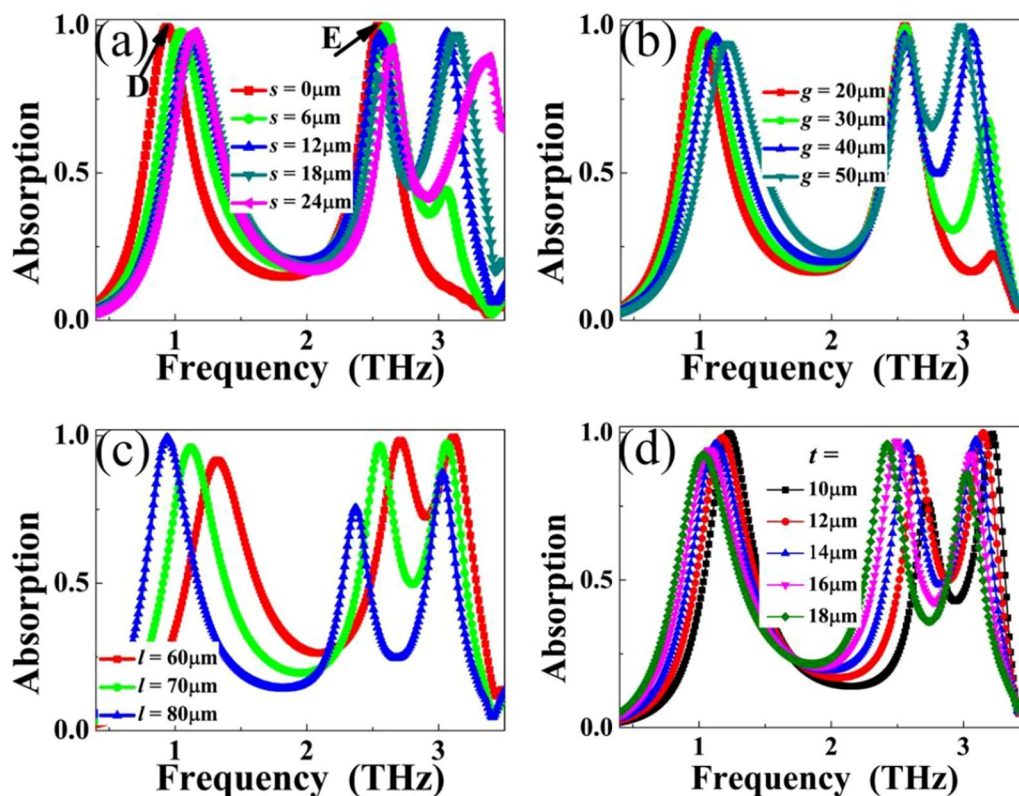 (a)
D
E
s = 0μm
s = 6μm
s = 12μm
s = 18μm
s = 24μm
1.0
0.5
0.0
Absorption
1 2 3
Frequency (THz)
(b)
g = 20μm
g = 30μm
g = 40μm
g = 50μm
1.0
0.5
0.0
Absorption
1 2 3
Frequency (THz)
(c)
l = 60μm
l = 70μm
l = 80μm
1.0
0.5
0.0
Absorption
1 2 3
Frequency (THz)
(d)
t =
10μm
12μm
14μm
16μm
18μm
1.0
0.5
0.0
Absorption
1 2 3
Frequency (THz)